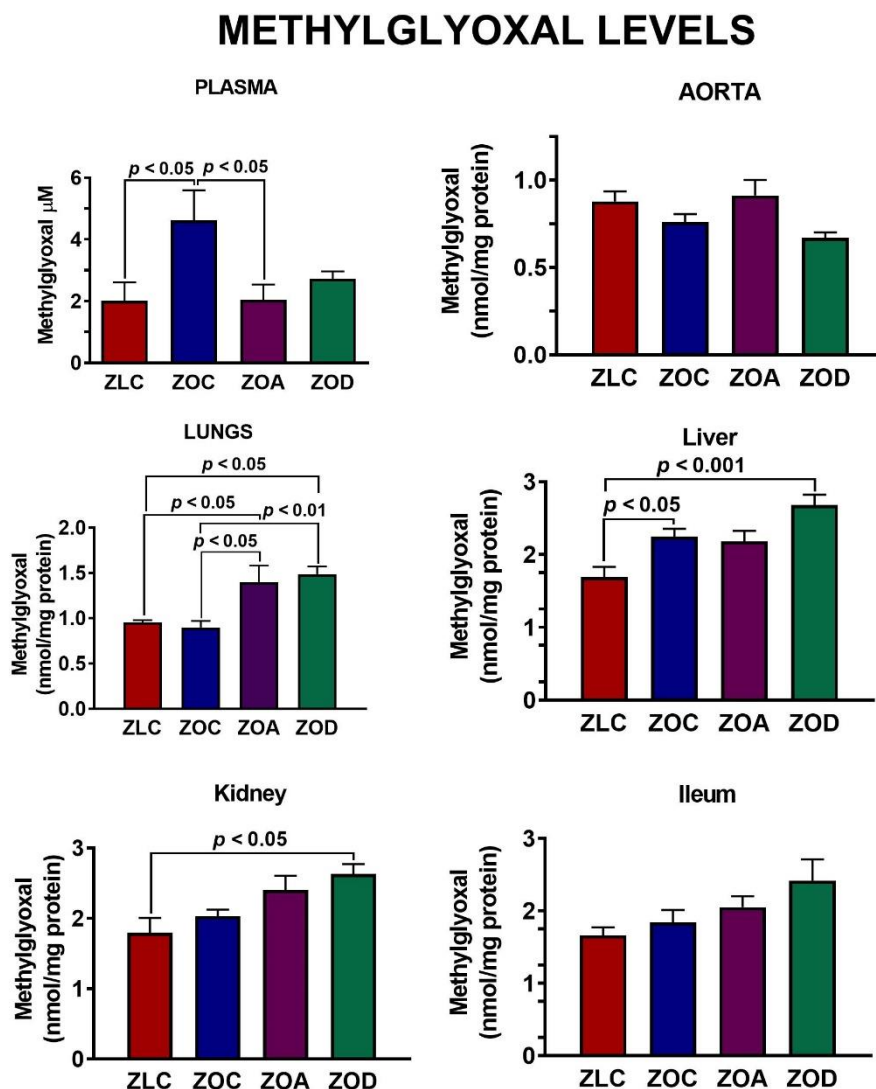 METHYLGLYOXAL LEVELS
PLASMA
p < 0.05 p < 0.05
Methylglyoxal µM
6
4
2
0
ZLC ZOC ZOA ZOD
AORTA
Methylglyoxal
(nmol/mg protein)
1.0
0.5
0.0
ZLC ZOC ZOA ZOD
LUNGS
p < 0.05
p < 0.05 p < 0.01
p < 0.05
Methylglyoxal
(nmol/mg protein)
2.0
1.5
1.0
0.5
0.0
ZLC ZOC ZOA ZOD
Liver
p < 0.001
p < 0.05
Methylglyoxal
(nmol/mg protein)
3
2
1
0
ZLC ZOC ZOA ZOD
Kidney
p < 0.05
Methylglyoxal
(nmol/mg protein)
3
2
1
0
ZLC ZOC ZOA ZOD
Ileum
Methylglyoxal
(nmol/mg protein)
3
2
1
0
ZLC ZOC ZOA ZOD